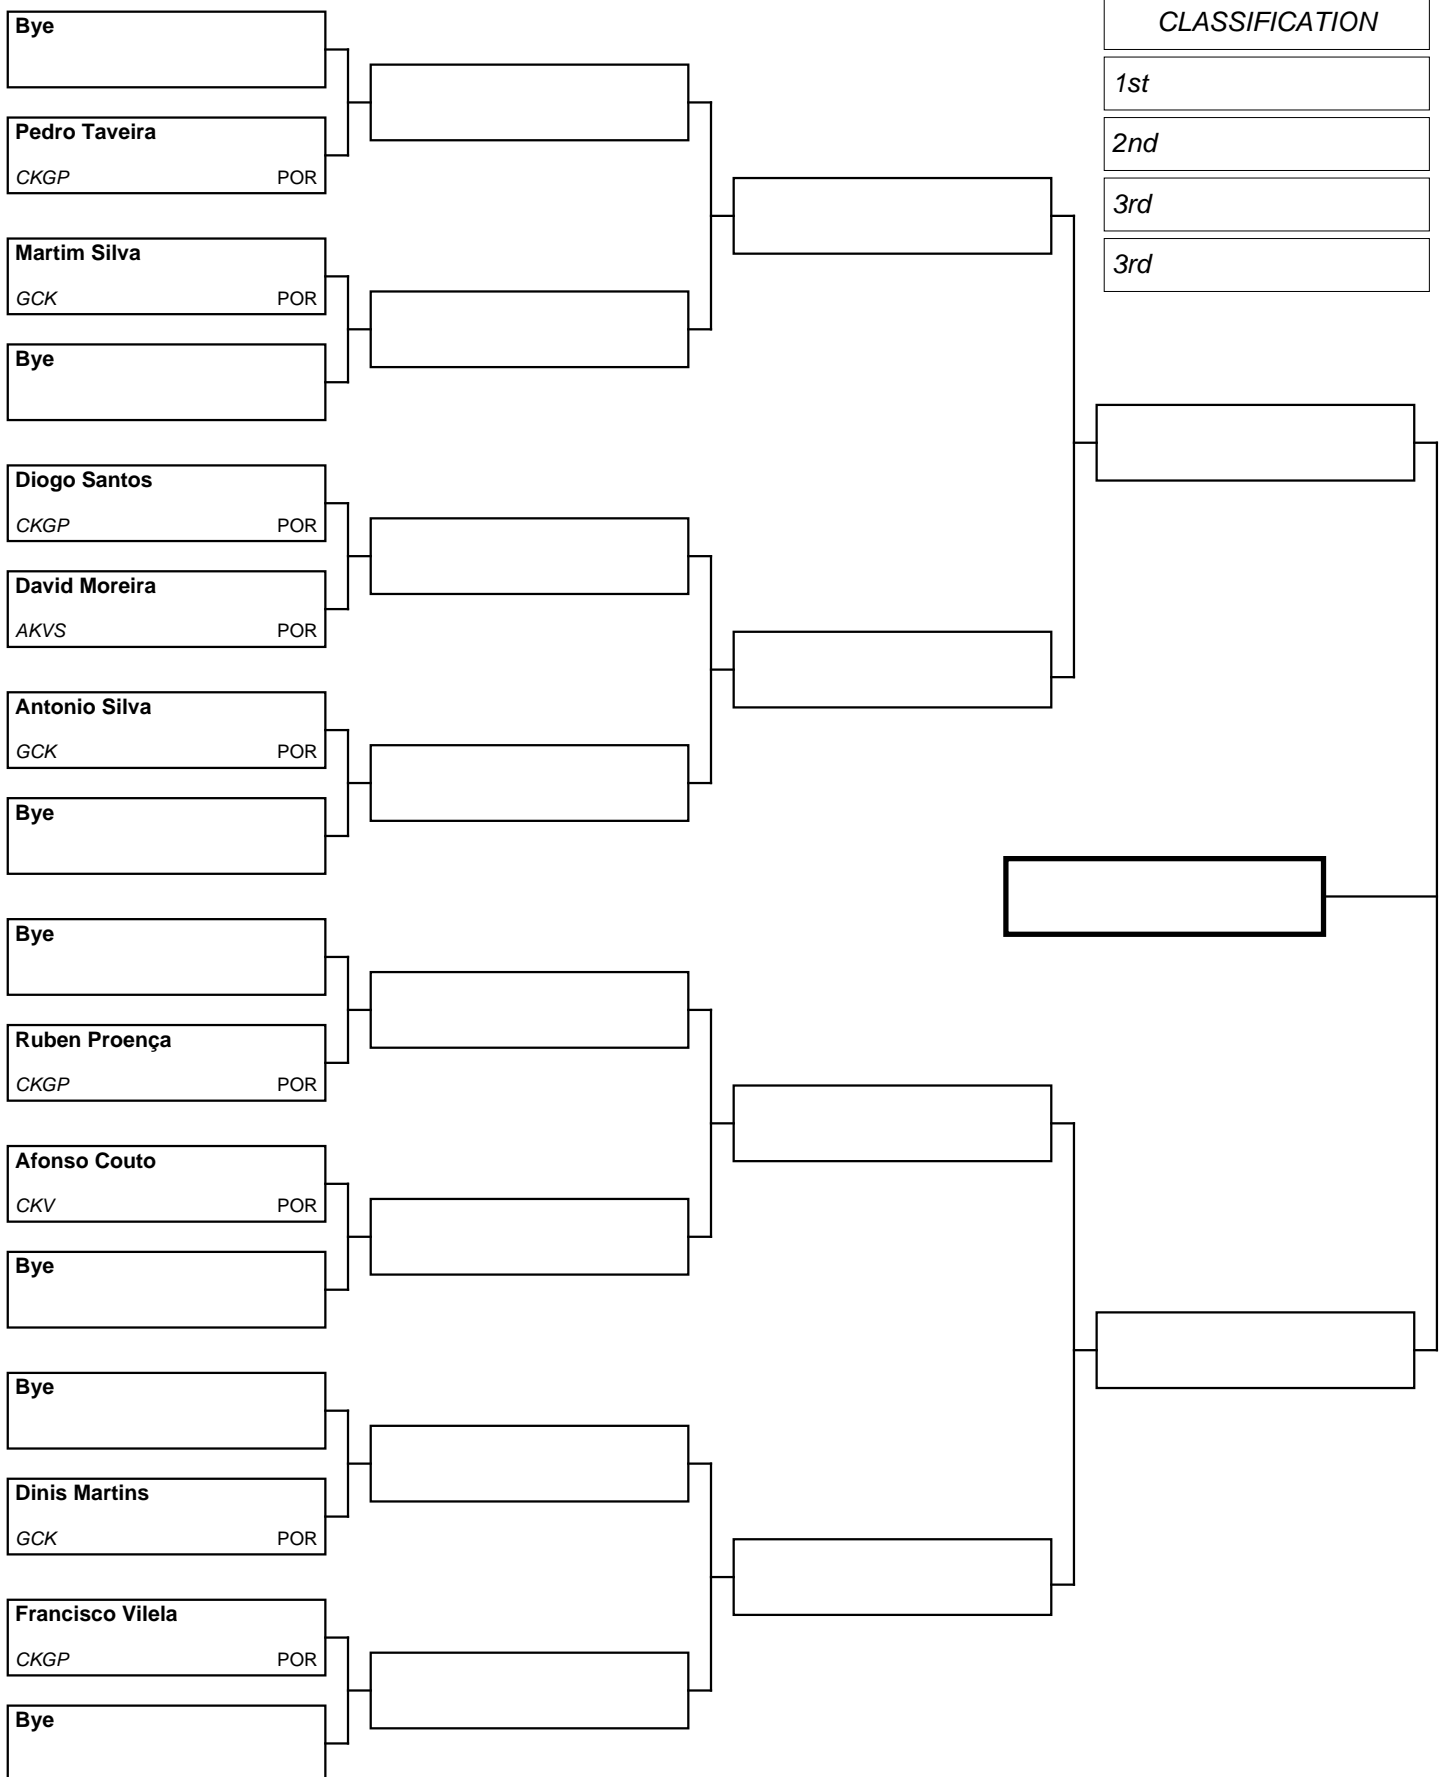 CLASSIFICATION
1st
2nd
3rd
3rd
Bye
Pedro Taveira
CKGP POR
Martim Silva
GCK POR
Bye
Diogo Santos
CKGP POR
David Moreira
AKVS POR
Antonio Silva
GCK POR
Bye
Bye
Ruben Proença
CKGP POR
Afonso Couto
CKV POR
Bye
Bye
Dinis Martins
GCK POR
Francisco Vilela
CKGP POR
Bye